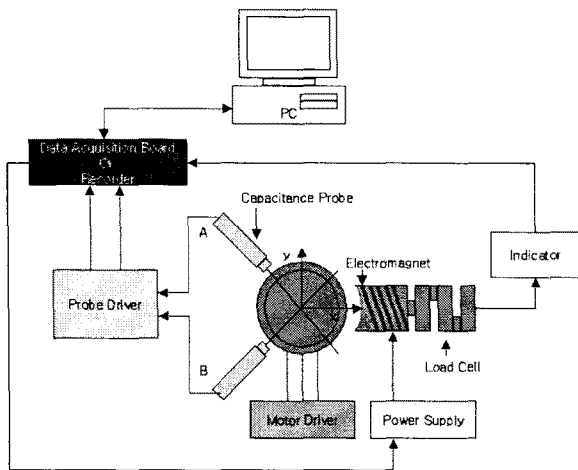 PC
Data Acquisition Board
Or
Recorder
Capacitance Probe
A
y
Electromagnet
Indicator
x
Probe Driver
B
Load Cell
Motor Driver
Power Supply